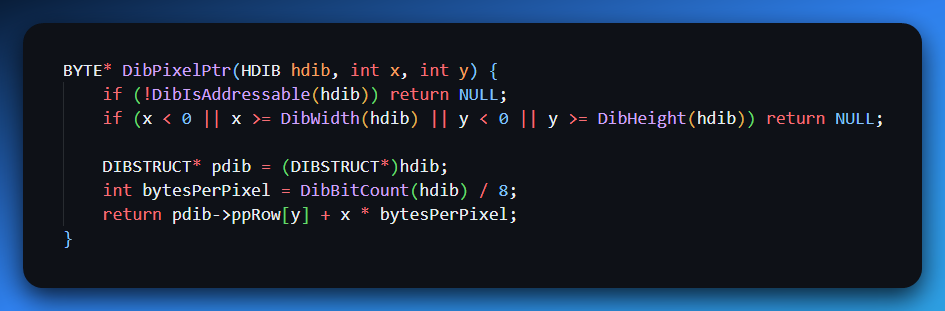 BYTE* DibPixelPtr(HDIB hdib, int x, int y) {
    if (!DibIsAddressable(hdib)) return NULL;
    if (x < 0 || x >= DibWidth(hdib) || y < 0 || y >= DibHeight(hdib)) return NULL;

    DIBSTRUCT* pdib = (DIBSTRUCT*)hdib;
    int bytesPerPixel = DibBitCount(hdib) / 8;
    return pdib->ppRow[y] + x * bytesPerPixel;
}